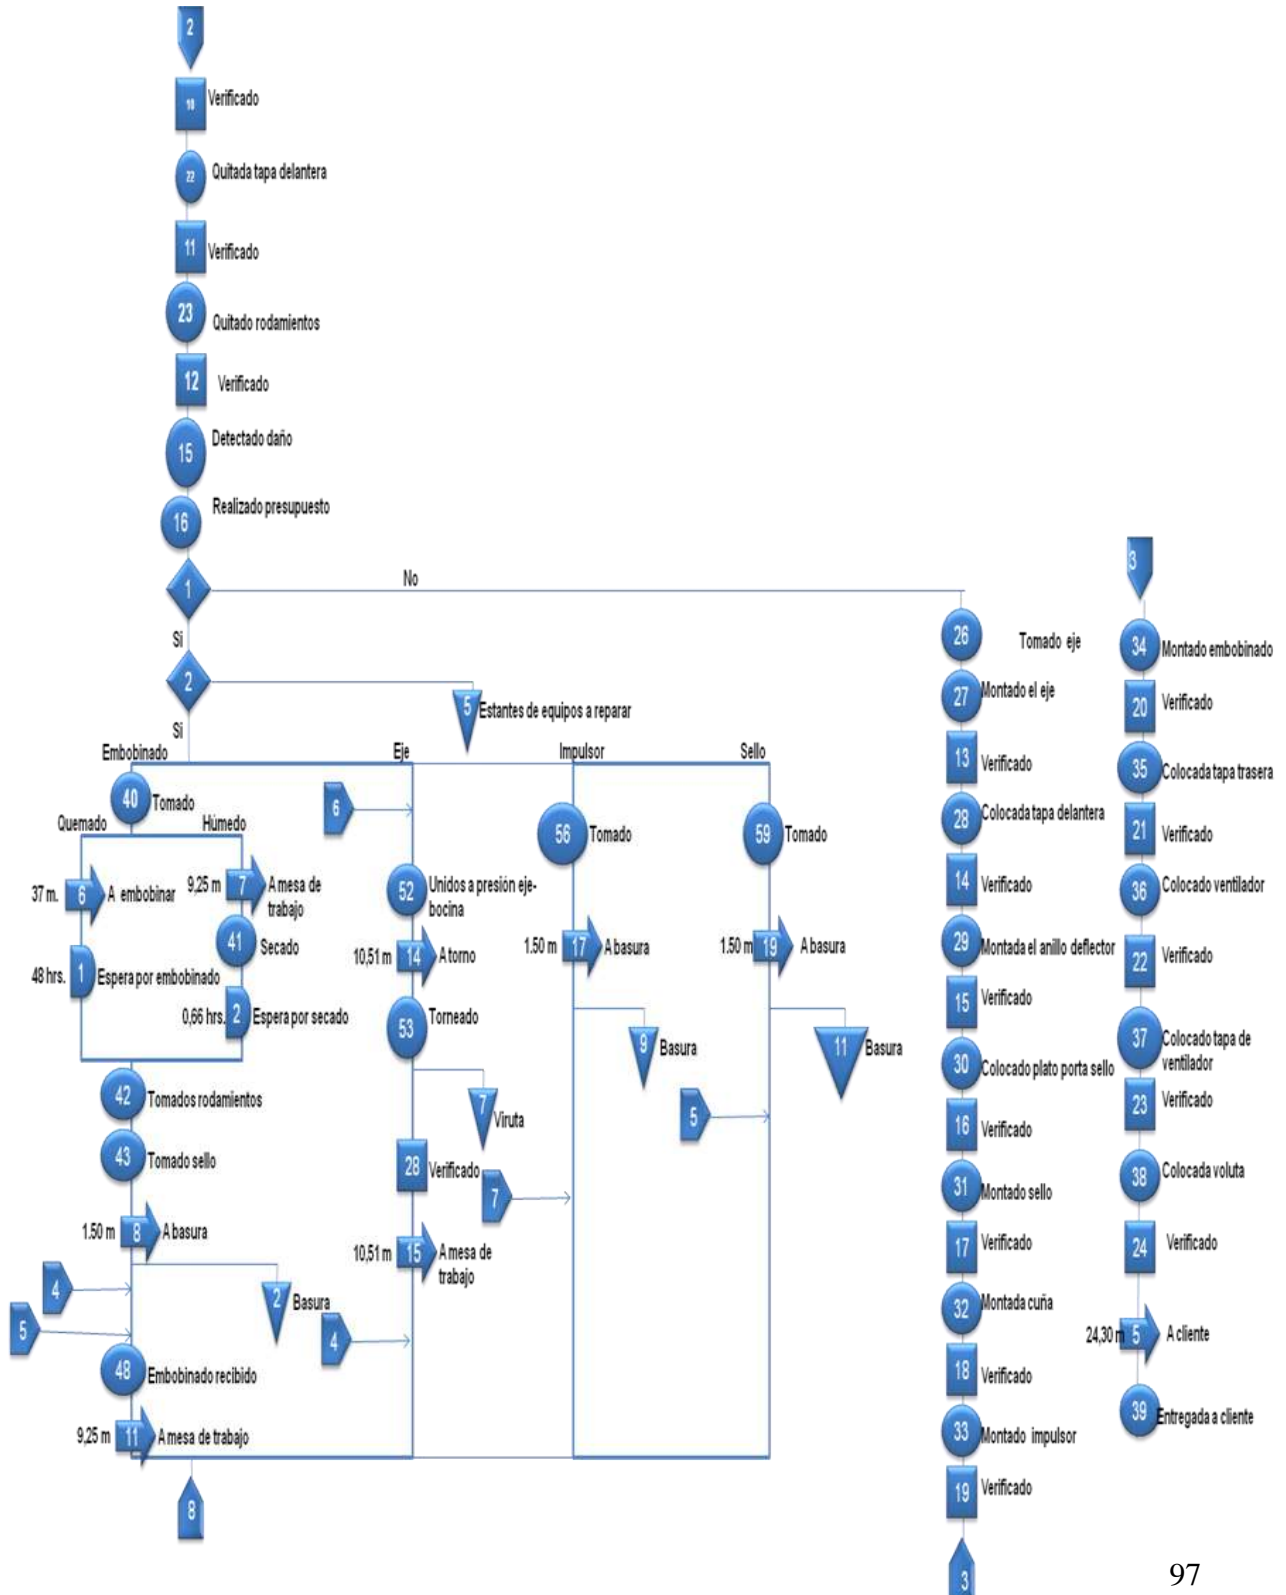 2
10
Verificado
22
Quitada tapa delantera
11
Verificado
23
Quitado rodamientos
12
Verificado
15
Detectado daño
16
Realizado presupuesto
1
No
Si
2
5
Estantes de equipos a reparar
Si
Embobinado
40
Tomado
Quemado
Húmedo
37 m.
6
A embobinar
48 hrs.
1
Espera por embobinado
9,25 m
7
A mesa de
trabajo
41
Secado
0,66 hrs.
2
Espera por secado
42
Tomados rodamientos
43
Tomado sello
1.50 m
8
A basura
2
Basura
4
5
48
Embobinado recibido
9,25 m
11
A mesa de trabajo
8
Eje
6
52
Unidos a presión eje-
bocina
10,51 m
14
A torno
53
Torneado
7
Viruta
28
Verificado
10,51 m
15
A mesa de
trabajo
4
Impulsor
56
Tomado
1.50 m
17
A basura
9
Basura
7
Sello
59
Tomado
1.50 m
19
A basura
11
Basura
5
26
Tomado eje
27
Montado el eje
13
Verificado
28
Colocada tapa delantera
14
Verificado
29
Montada el anillo deflector
15
Verificado
30
Colocado plato porta sello
16
Verificado
31
Montado sello
17
Verificado
32
Montada cuña
18
Verificado
33
Montado impulsor
19
Verificado
3
3
34
Montado embobinado
20
Verificado
35
Colocada tapa trasera
21
Verificado
36
Colocado ventilador
22
Verificado
37
Colocado tapa de
ventilador
23
Verificado
38
Colocada voluta
24
Verificado
24,30 m
5
A cliente
39
Entregada a cliente
97